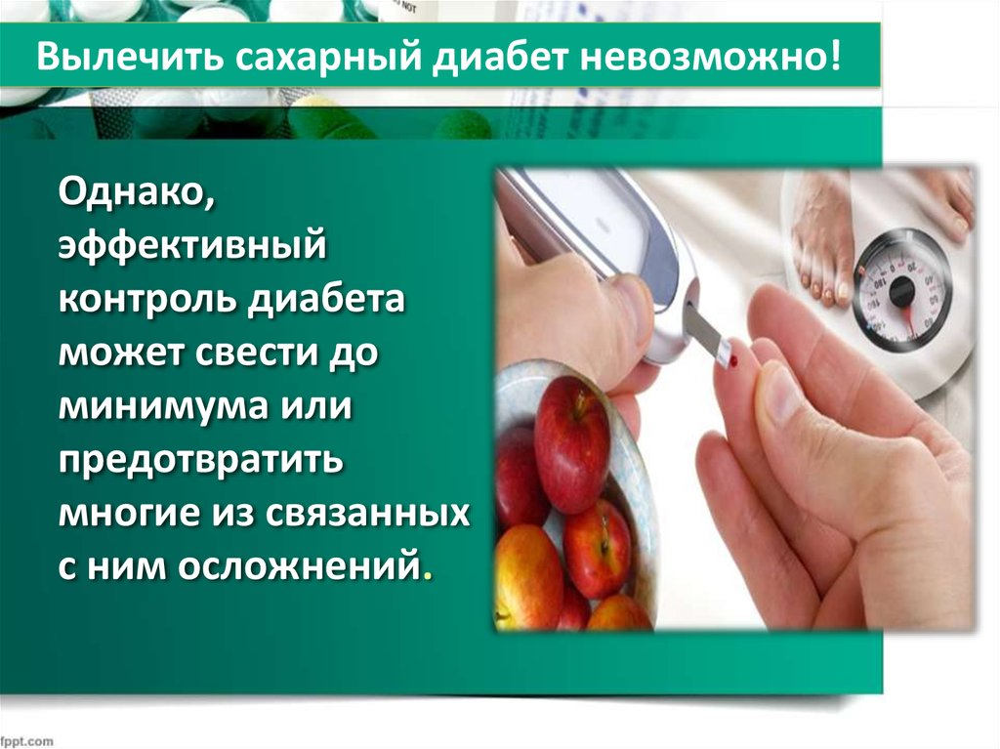 Вылечить сахарный диабет невозможно!
Однако,
эффективный
контроль диабета
может свести до
минимума или
предотвратить
многие из связанных
с ним осложнений.
fppt.com